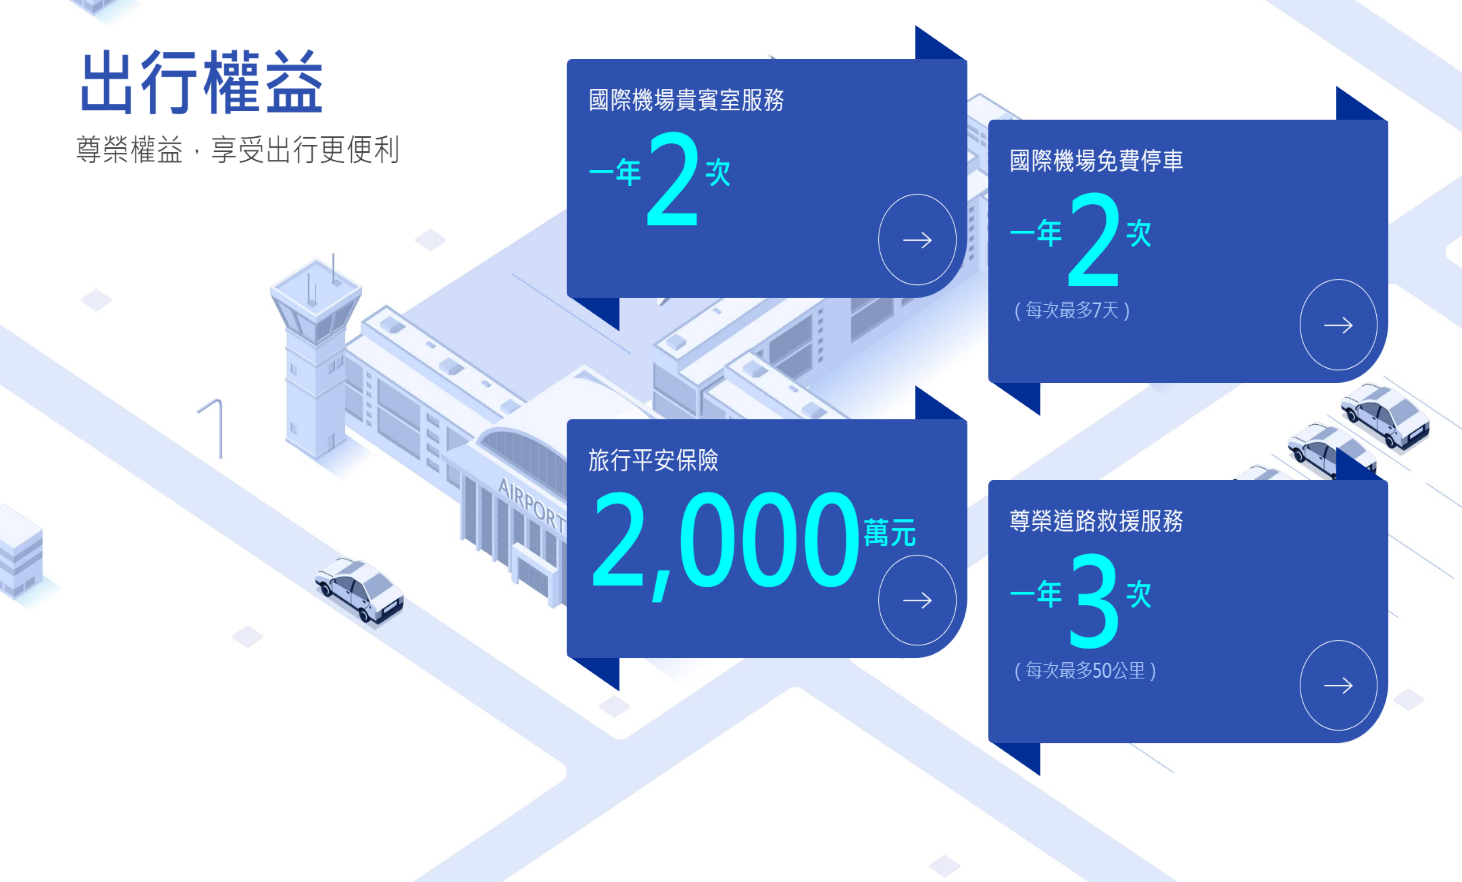 出行權益
尊榮權益，享受出行更便利
國際機場貴賓室服務
一年2次
國際機場免費停車
一年2次
（每次最多7天）
旅行平安保險
2,000萬元
尊榮道路救援服務
一年3次
（每次最多50公里）
AIRPORT